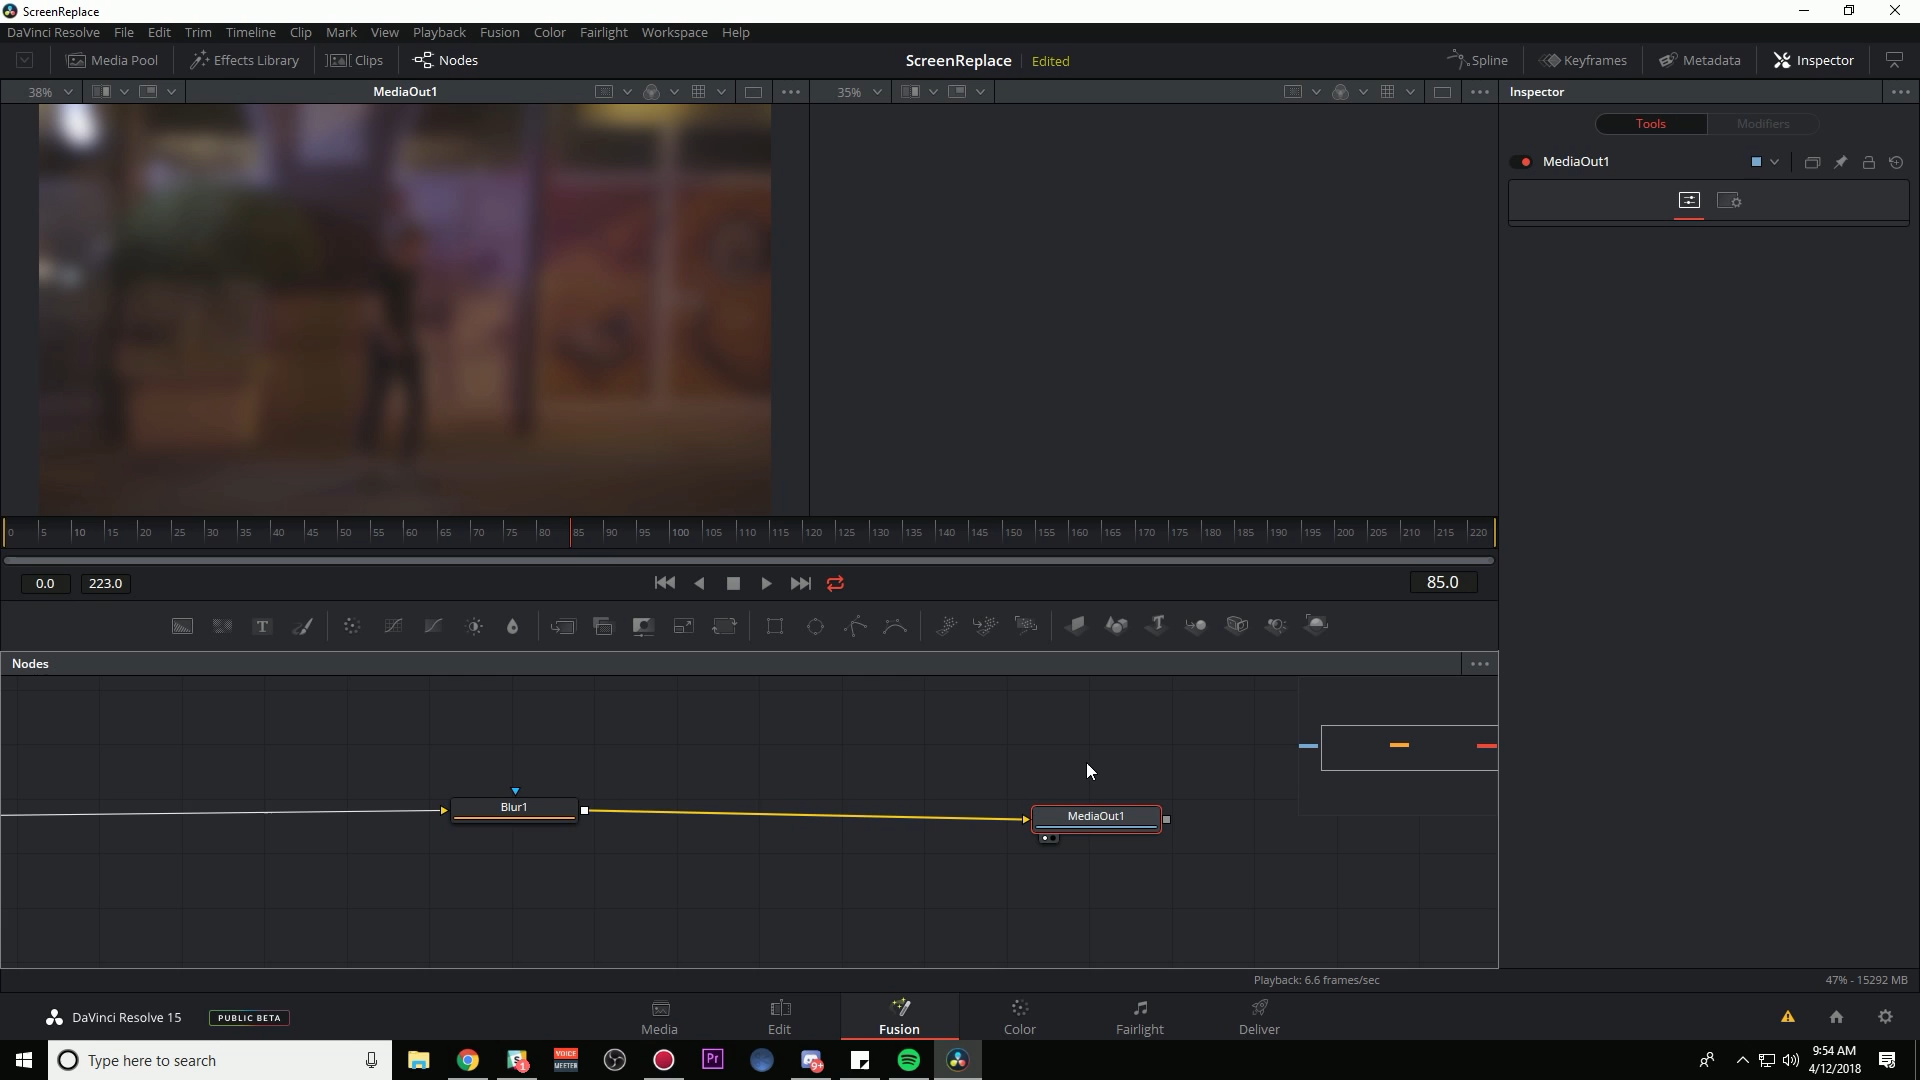 ScreenReplace
DaVinci Resolve File Edit Trim Timeline Clip Mark View Playback Fusion Color Fairlight Workspace Help
Media Pool Effects Library Clips Nodes ScreenReplace Edited Spline Keyframes Metadata Inspector
38% MediaOut1 35% Inspector
Tools Modifiers
MediaOut1
0 5 10 15 20 25 30 35 40 45 50 55 60 65 70 75 80 85 90 95 100 105 110 115 120 125 130 135 140 145 150 155 160 165 170 175 180 185 190 195 200 205 210 215 220
0.0 223.0 85.0
T T
Nodes
Blur1
MediaOut1
Playback: 6.6 frames/sec 47% - 15292 MB
DaVinci Resolve 15 PUBLIC BETA
Media Edit Fusion Color Fairlight Deliver
Type here to search
VOICE
MEETER
1
Pr
9+
9:54 AM
4/12/2018